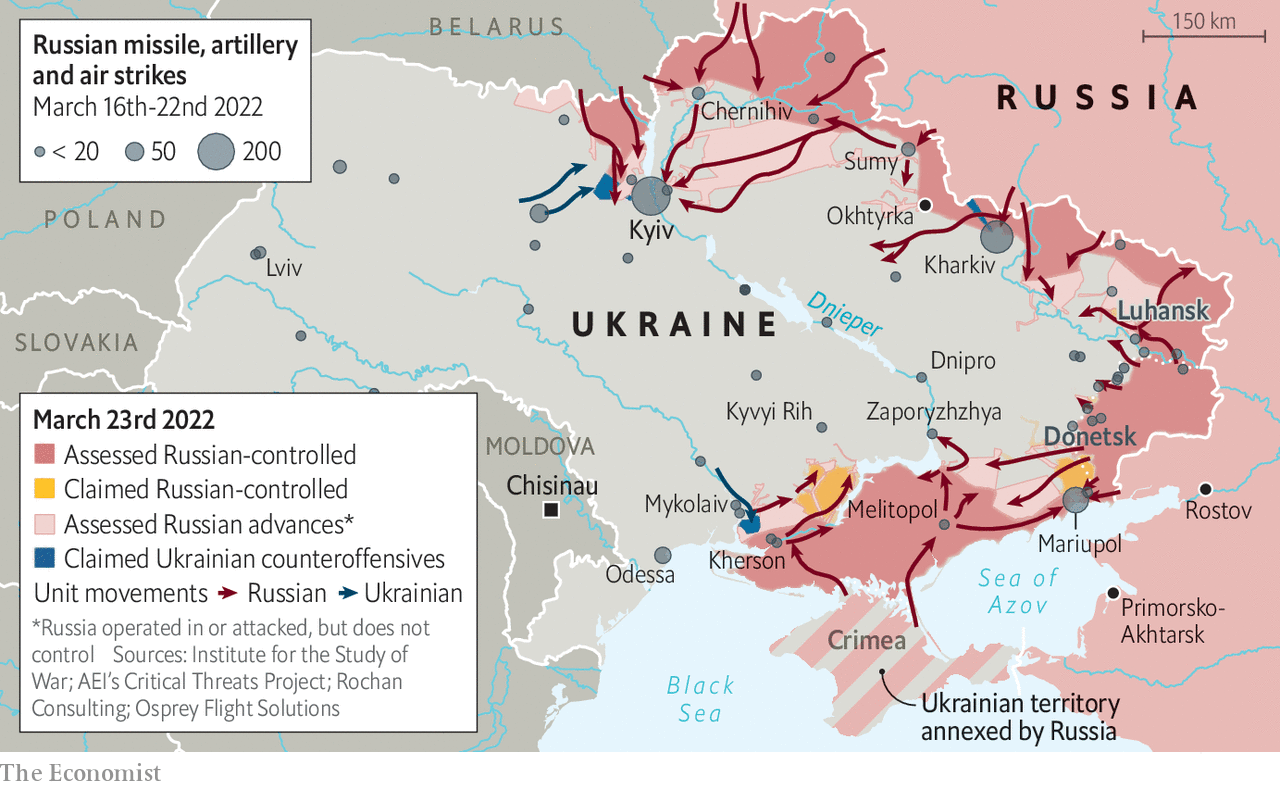 Russian missile, artillery
and air strikes
March 16th-22nd 2022
< 20
50
200
BELARUS
150 km
RUSSIA
Chernihiv
Sumy
POLAND
Okhtyrka
Kyiv
Lviv
Kharkiv
Luhansk
Dnieper
UKRAINE
SLOVAKIA
Dnipro
Kyvyi Rih
Zaporyzhzhya
Donetsk
MOLDOVA
Chisinau
Mykolaiv
Melitopol
Rostov
Mariupol
Kherson
Odessa
Sea of
Azov
Primorsko-
Akhtarsk
Crimea
Black
Sea
Ukrainian territory
annexed by Russia
March 23rd 2022
Assessed Russian-controlled
Claimed Russian-controlled
Assessed Russian advances*
Claimed Ukrainian counteroffensives
Unit movements Russian Ukrainian
*Russia operated in or attacked, but does not
control Sources: Institute for the Study of
War; AEI's Critical Threats Project; Rochan
Consulting; Osprey Flight Solutions
The Economist